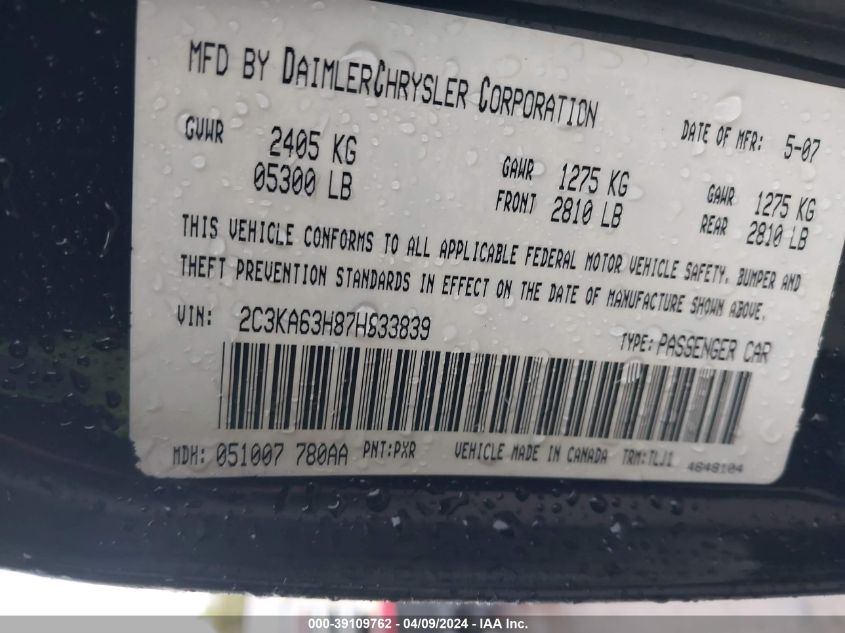 MFD BY DAIMLERCHRYSLER CORPORATION
DATE OF MFR: 5-07
GVWR 2405 KG
05300 LB
GAWR FRONT 1275 KG
2810 LB
GAWR REAR 1275 KG
2810 LB
THIS VEHICLE CONFORMS TO ALL APPLICABLE FEDERAL MOTOR VEHICLE SAFETY, BUMPER AND
THEFT PREVENTION STANDARDS IN EFFECT ON THE DATE OF MANUFACTURE SHOWN ABOVE.
VIN: 2C3KA63H87H833839
TYPE: PASSENGER CAR
MDH: 051007 780AA PNT:PXR VEHICLE MADE IN CANADA TRM:TLJ1 4648104
000-39109762 - 04/09/2024 - IAA, Inc.